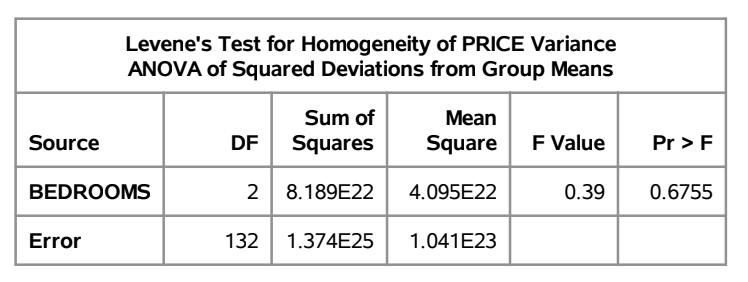 Levene's Test for Homogeneity of PRICE Variance
ANOVA of Squared Deviations from Group Means
Source DF Sum of Squares Mean Square F Value Pr > F
BEDROOMS 2 8.189E22 4.095E22 0.39 0.6755
Error 132 1.374E25 1.041E23